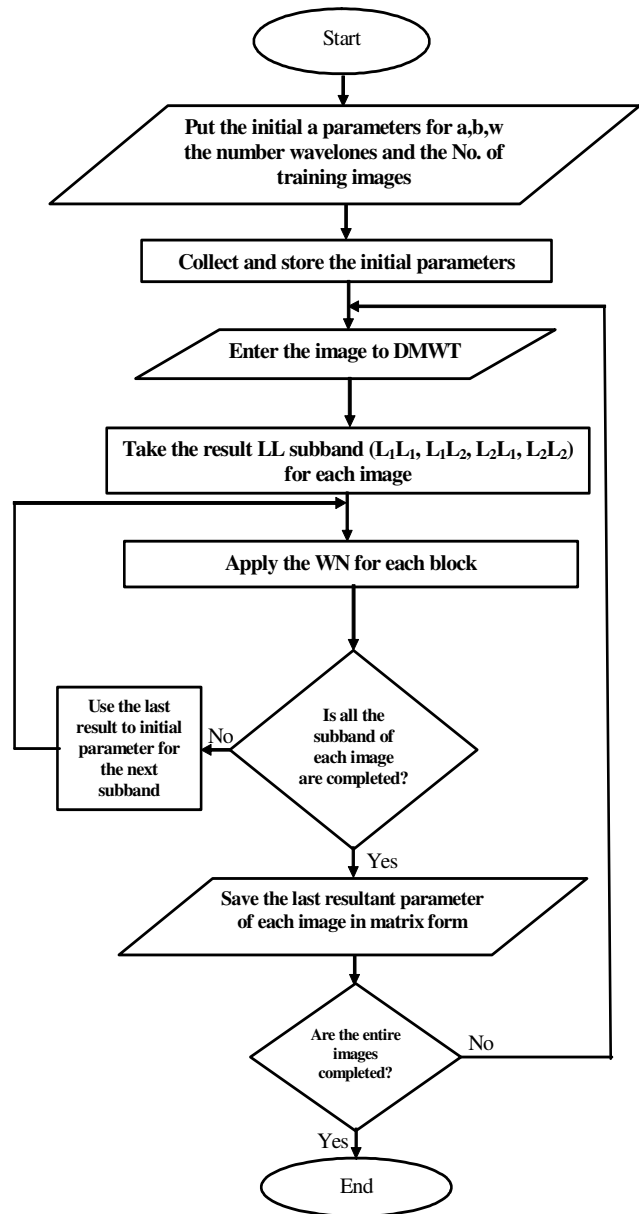 Start
Put the initial a parameters for a,b,w
the number wavelones and the No. of
training images
Collect and store the initial parameters
Enter the image to DMWT
Take the result LL subband (L₁L₁, L₁L₂, L₂L₁, L₂L₂)
for each image
Apply the WN for each block
Use the last
result to initial
parameter for
the next
subband
No
Is all the
subband of
each image
are completed?
Yes
Save the last resultant parameter
of each image in matrix form
Are the entire
images
completed?
No
Yes
End